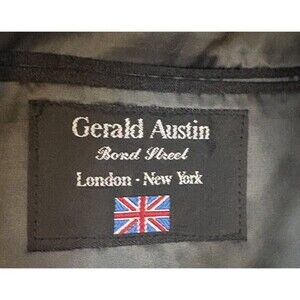 Gerald Austin
Bond Street
London - New York